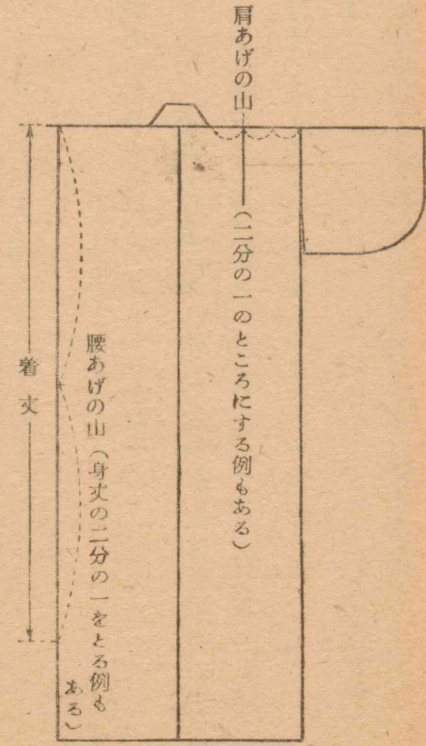 肩あげの山
(二分の一のところにする例もある)
腰あげの山(身丈の二分の一をとる例も
ある)
着丈